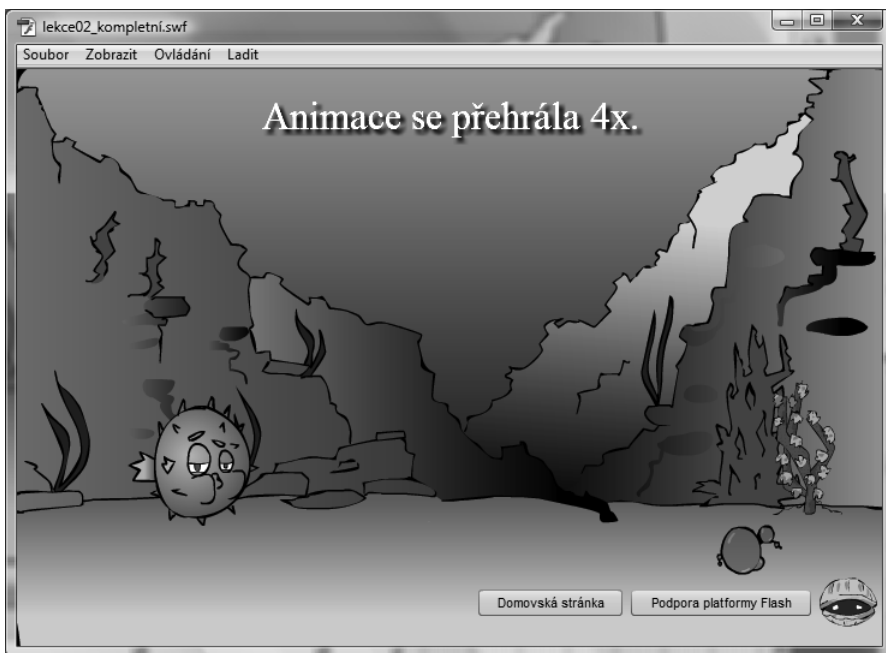 lekce02_kompletní.swf
Soubor Zobrazit Ovládání Ladit
Animace se přehrála 4x.
Domovská stránka Podpora platformy Flash